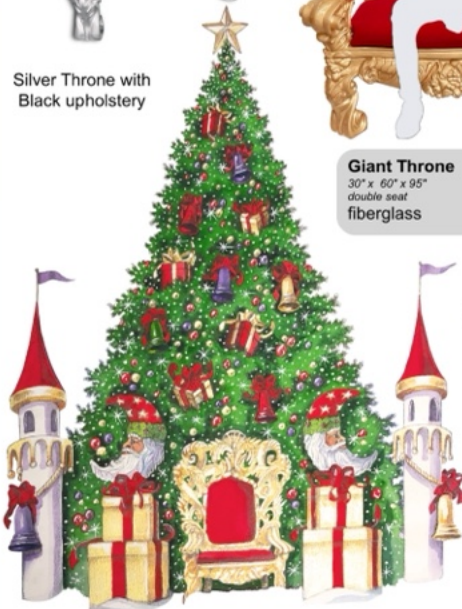 Silver Throne with
Black upholstery
Giant Throne
30" x 60" x 95"
double seat
fiberglass